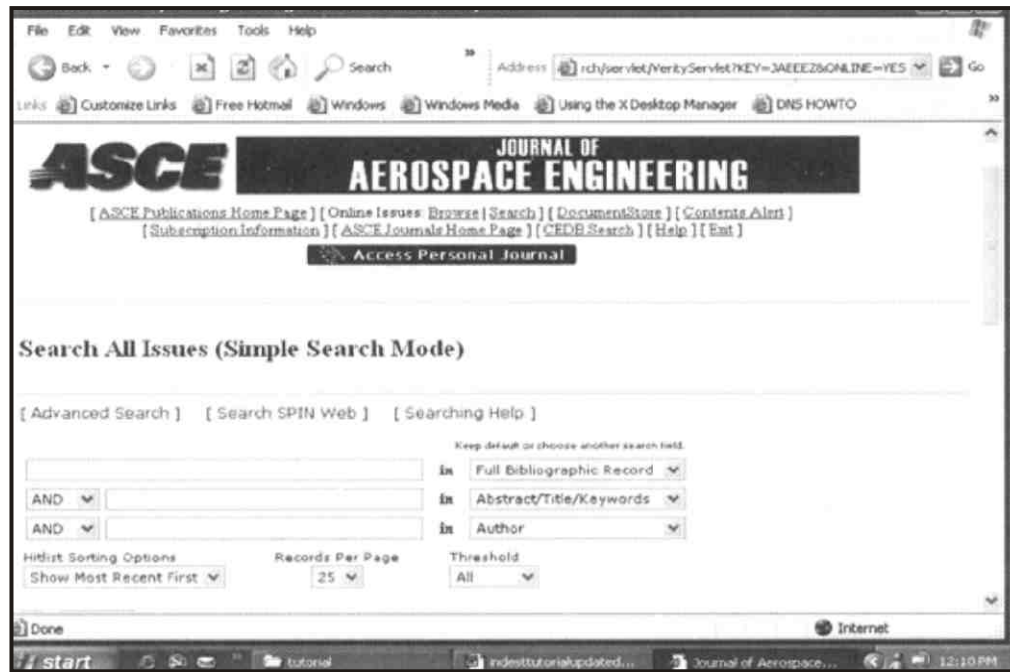 File Edit View Favorites Tools Help
Back Search Address rch/servlet/VerityServlet?KEY=JAEEEZ&ONLINE=YES Go
Links Customize Links Free Hotmail Windows Windows Media Using the X Desktop Manager DNS HOWTO
ASCE JOURNAL OF
AEROSPACE ENGINEERING
[ ASCE Publications Home Page ] [ Online Issues: Browse | Search ] [ DocumentStore ] [ Contents Alert ]
[ Subscription Information ] [ ASCE Journals Home Page ] [ CEDB Search ] [ Help ] [ Exit ]
Access Personal Journal
Search All Issues (Simple Search Mode)
[ Advanced Search ] [ Search SPIN Web ] [ Searching Help ]
Keep default or choose another search field.
in Full Bibliographic Record
AND in Abstract/Title/Keywords
AND in Author
Hitlist Sorting Options Records Per Page Threshold
Show Most Recent First 25 All
Done Internet
start tutorial indesttutorialupdated... Journal of Aerospace... 12:10 PM